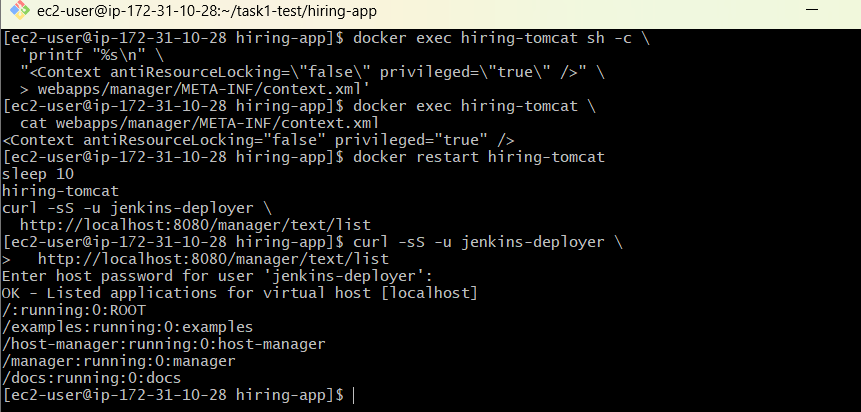 ec2-user@ip-172-31-10-28:~/task1-test/hiring-app
[ec2-user@ip-172-31-10-28 hiring-app]$ docker exec hiring-tomcat sh -c \
  'printf "%s\n" \
  "<Context antiResourceLocking=\"false\" privileged=\"true\" />" \
  > webapps/manager/META-INF/context.xml'
[ec2-user@ip-172-31-10-28 hiring-app]$ docker exec hiring-tomcat \
  cat webapps/manager/META-INF/context.xml
<Context antiResourceLocking="false" privileged="true" />
[ec2-user@ip-172-31-10-28 hiring-app]$ docker restart hiring-tomcat
sleep 10
hiring-tomcat
curl -sS -u jenkins-deployer \
  http://localhost:8080/manager/text/list
[ec2-user@ip-172-31-10-28 hiring-app]$ curl -sS -u jenkins-deployer \
>   http://localhost:8080/manager/text/list
Enter host password for user 'jenkins-deployer':
OK - Listed applications for virtual host [localhost]
/:running:0:ROOT
/examples:running:0:examples
/host-manager:running:0:host-manager
/manager:running:0:manager
/docs:running:0:docs
[ec2-user@ip-172-31-10-28 hiring-app]$